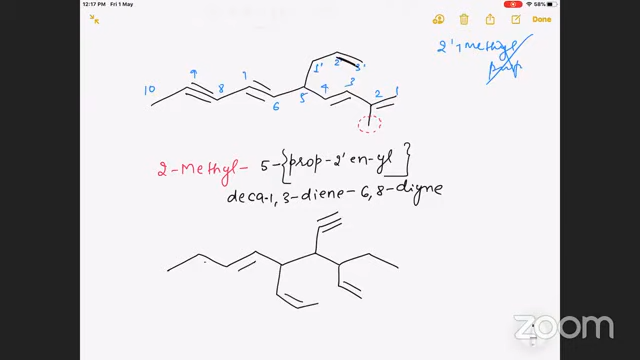 12:17 PM Fri 1 May
Done
2'-Methyl
prop
1' 2' 3'
10 9 8 7 6 5 4 3 2 1
2-Methyl- 5-{prop-2'en-yl}
deca-1, 3-diene- 6,8-diyne
zoom